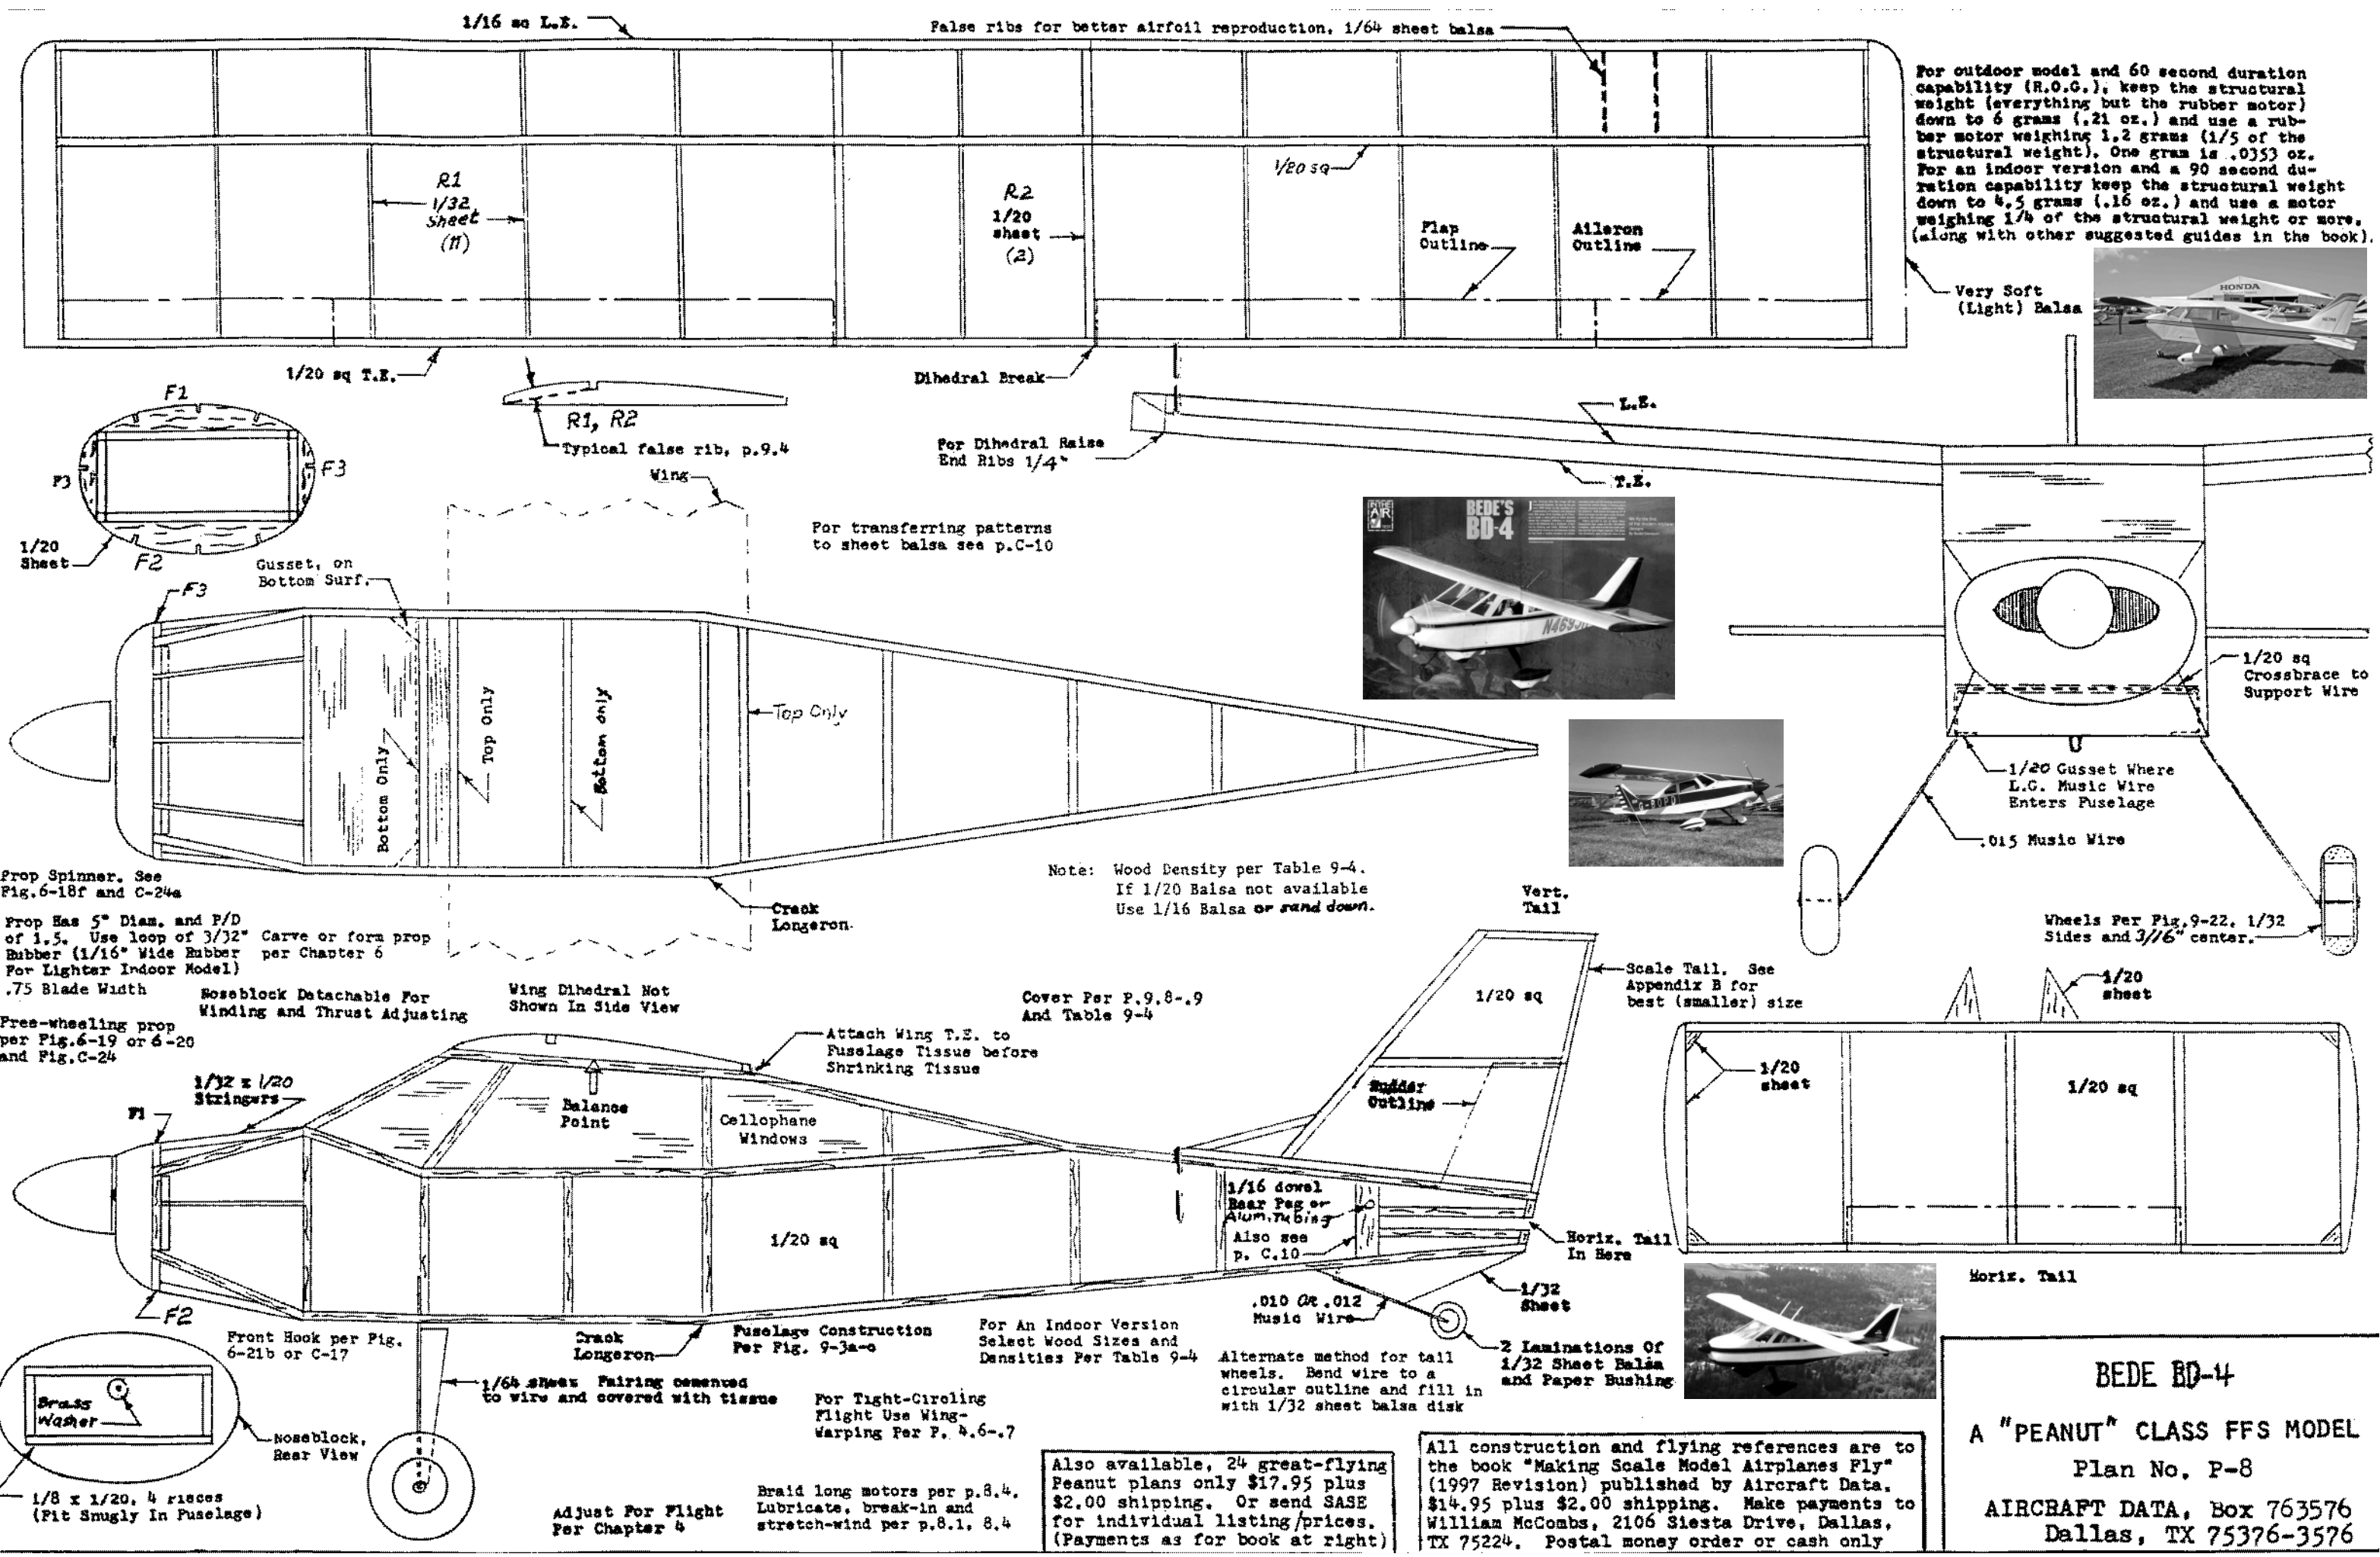 1/16 sq L.E.
False ribs for better airfoil reproduction, 1/64 sheet balsa
For outdoor model and 60 second duration
capability (R.O.G.), keep the structural
weight (everything but the rubber motor)
down to 6 grams (.21 oz.) and use a rub-
ber motor weighing 1.2 grams (1/5 of the
structural weight). One gram is .0353 oz.
For an indoor version and a 90 second du-
ration capability keep the structural weight
down to 4.5 grams (.16 oz.) and use a motor
weighing 1/4 of the structural weight or more,
(along with other suggested guides in the book).
R1
1/32
Sheet
(11)
R2
1/20
sheet
(2)
1/20 sq
Flap
Outline
Aileron
Outline
Very Soft
(Light) Balsa
HONDA
1/20 sq T.E.
Dihedral Break
R1, R2
Typical false rib, p.9.4
F1
F3
F3
F2
1/20
Sheet
For Dihedral Raise
End Ribs 1/4"
L.E.
T.E.
Wing
For transferring patterns
to sheet balsa see p.C-10
IN THE
AIR
BEDE'S
BD-4
Gusset, on
Bottom Surf.
F3
Bottom Only
Top Only
Bottom only
Top Only
1/20 sq
Crossbrace to
Support Wire
1/20 Gusset Where
L.G. Music Wire
Enters Fuselage
.015 Music Wire
G-BOPD
Prop Spinner. See
Fig.6-18f and C-24a
Prop Has 5" Diam. and P/D
of 1.5. Use loop of 3/32"
Rubber (1/16" Wide Rubber
For Lighter Indoor Model)
.75 Blade Width
Carve or form prop
per Chapter 6
Crack
Longeron
Note: Wood Density per Table 9-4.
If 1/20 Balsa not available
Use 1/16 Balsa or sand down.
Vert.
Tail
Wheels Per Fig.9-22. 1/32
Sides and 3/16" center.
Free-wheeling prop
per Fig.6-19 or 6-20
and Fig.C-24
Noseblock Detachable For
Winding and Thrust Adjusting
Wing Dihedral Not
Shown In Side View
Attach Wing T.E. to
Fuselage Tissue before
Shrinking Tissue
Cover Per P.9.8-.9
And Table 9-4
1/20 sq
Scale Tail. See
Appendix B for
best (smaller) size
1/20
sheet
1/32 x 1/20
Stringers
F1
Balance
Point
Cellophane
Windows
Rudder
Outline
1/20
sheet
1/20 sq
1/20 sq
1/16 dowel
Rear Peg or
Alum. Tubing
Also see
p. C.10
Horiz. Tail
In Here
Horiz. Tail
F2
.010 OR .012
Music Wire
1/32
Sheet
2 Laminations Of
1/32 Sheet Balsa
and Paper Bushing
Front Hook per Fig.
6-21b or C-17
Crack
Longeron
Fuselage Construction
Per Fig. 9-3a-o
For An Indoor Version
Select Wood Sizes and
Densities Per Table 9-4
Alternate method for tail
wheels. Bend wire to a
circular outline and fill in
with 1/32 sheet balsa disk
Brass
Washer
Noseblock,
Rear View
1/8 x 1/20, 4 Pieces
(Fit Snugly In Fuselage)
1/64 sheet Fairing cemented
to wire and covered with tissue
For Tight-Circling
Flight Use Wing-
Warping Per P. 4.6-.7
Adjust For Flight
Per Chapter 4
Braid long motors per p.8.4.
Lubricate, break-in and
stretch-wind per p.8.1, 8.4
Also available, 24 great-flying
Peanut plans only $17.95 plus
$2.00 shipping. Or send SASE
for individual listing/prices.
(Payments as for book at right)
All construction and flying references are to
the book "Making Scale Model Airplanes Fly"
(1997 Revision) published by Aircraft Data.
$14.95 plus $2.00 shipping. Make payments to
William McCombs, 2106 Siesta Drive, Dallas,
TX 75224. Postal money order or cash only
BEDE BD-4
A "PEANUT" CLASS FFS MODEL
Plan No. P-8
AIRCRAFT DATA, Box 763576
Dallas, TX 75376-3576